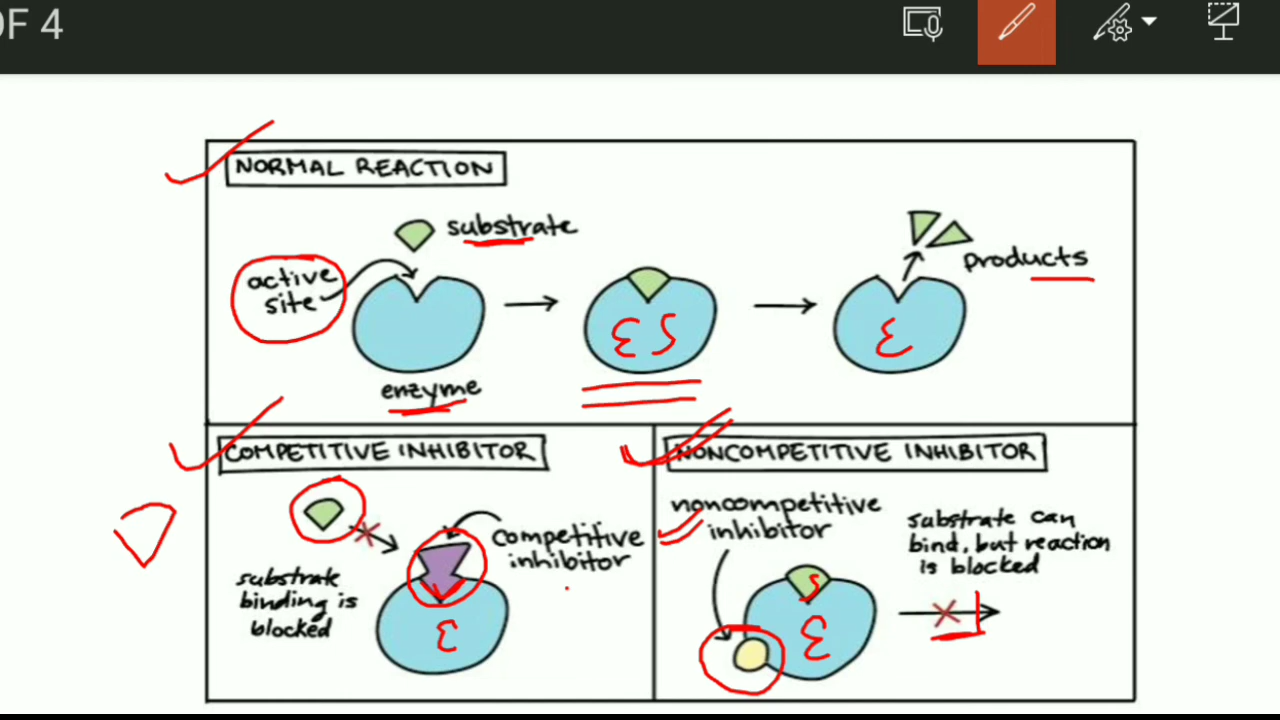 OF 4
NORMAL REACTION
substrate
active
site
products
E S
E
enzyme
COMPETITIVE INHIBITOR
NONCOMPETITIVE INHIBITOR
competitive
inhibitor
substrate
binding is
blocked
E
noncompetitive
inhibitor
substrate can
bind, but reaction
is blocked
S
E